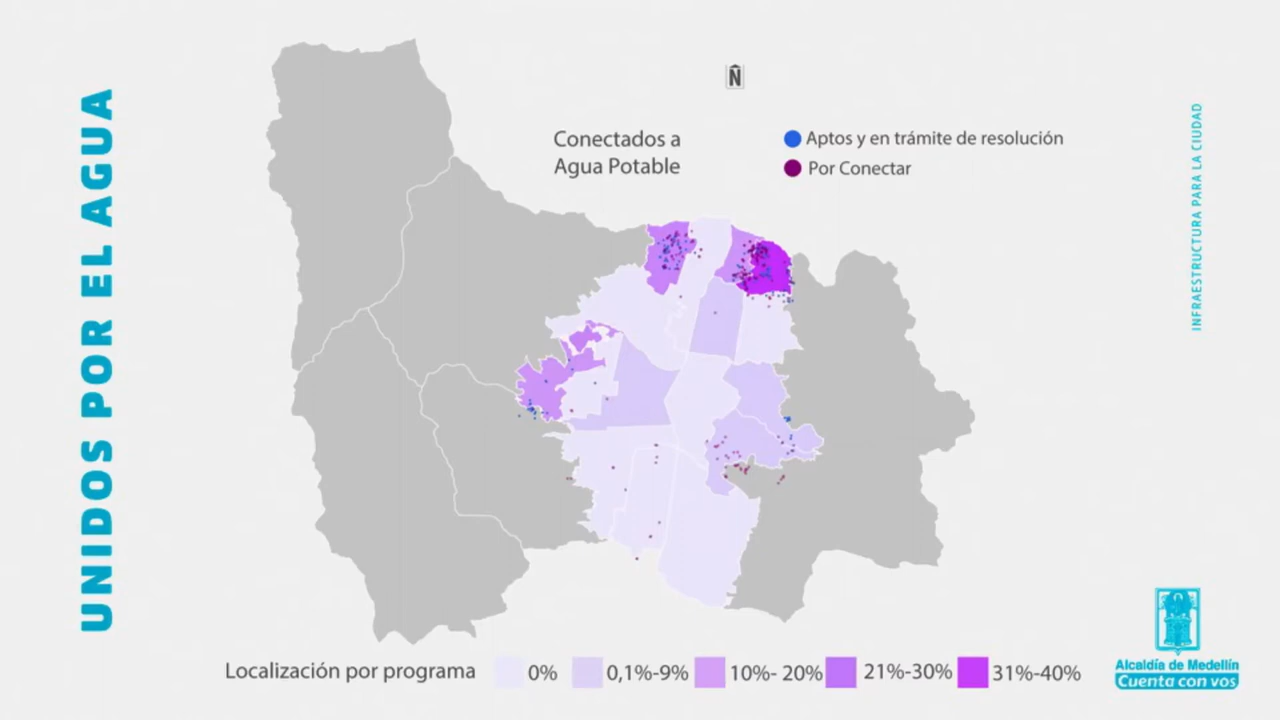 UNIDOS POR EL AGUA
N
Conectados a
Agua Potable
Aptos y en trámite de resolución
Por Conectar
INFRAESTRUCTURA PARA LA CIUDAD
Localización por programa
0%
0,1%-9%
10%- 20%
21%-30%
31%-40%
Alcaldía de Medellín
Cuenta con vos